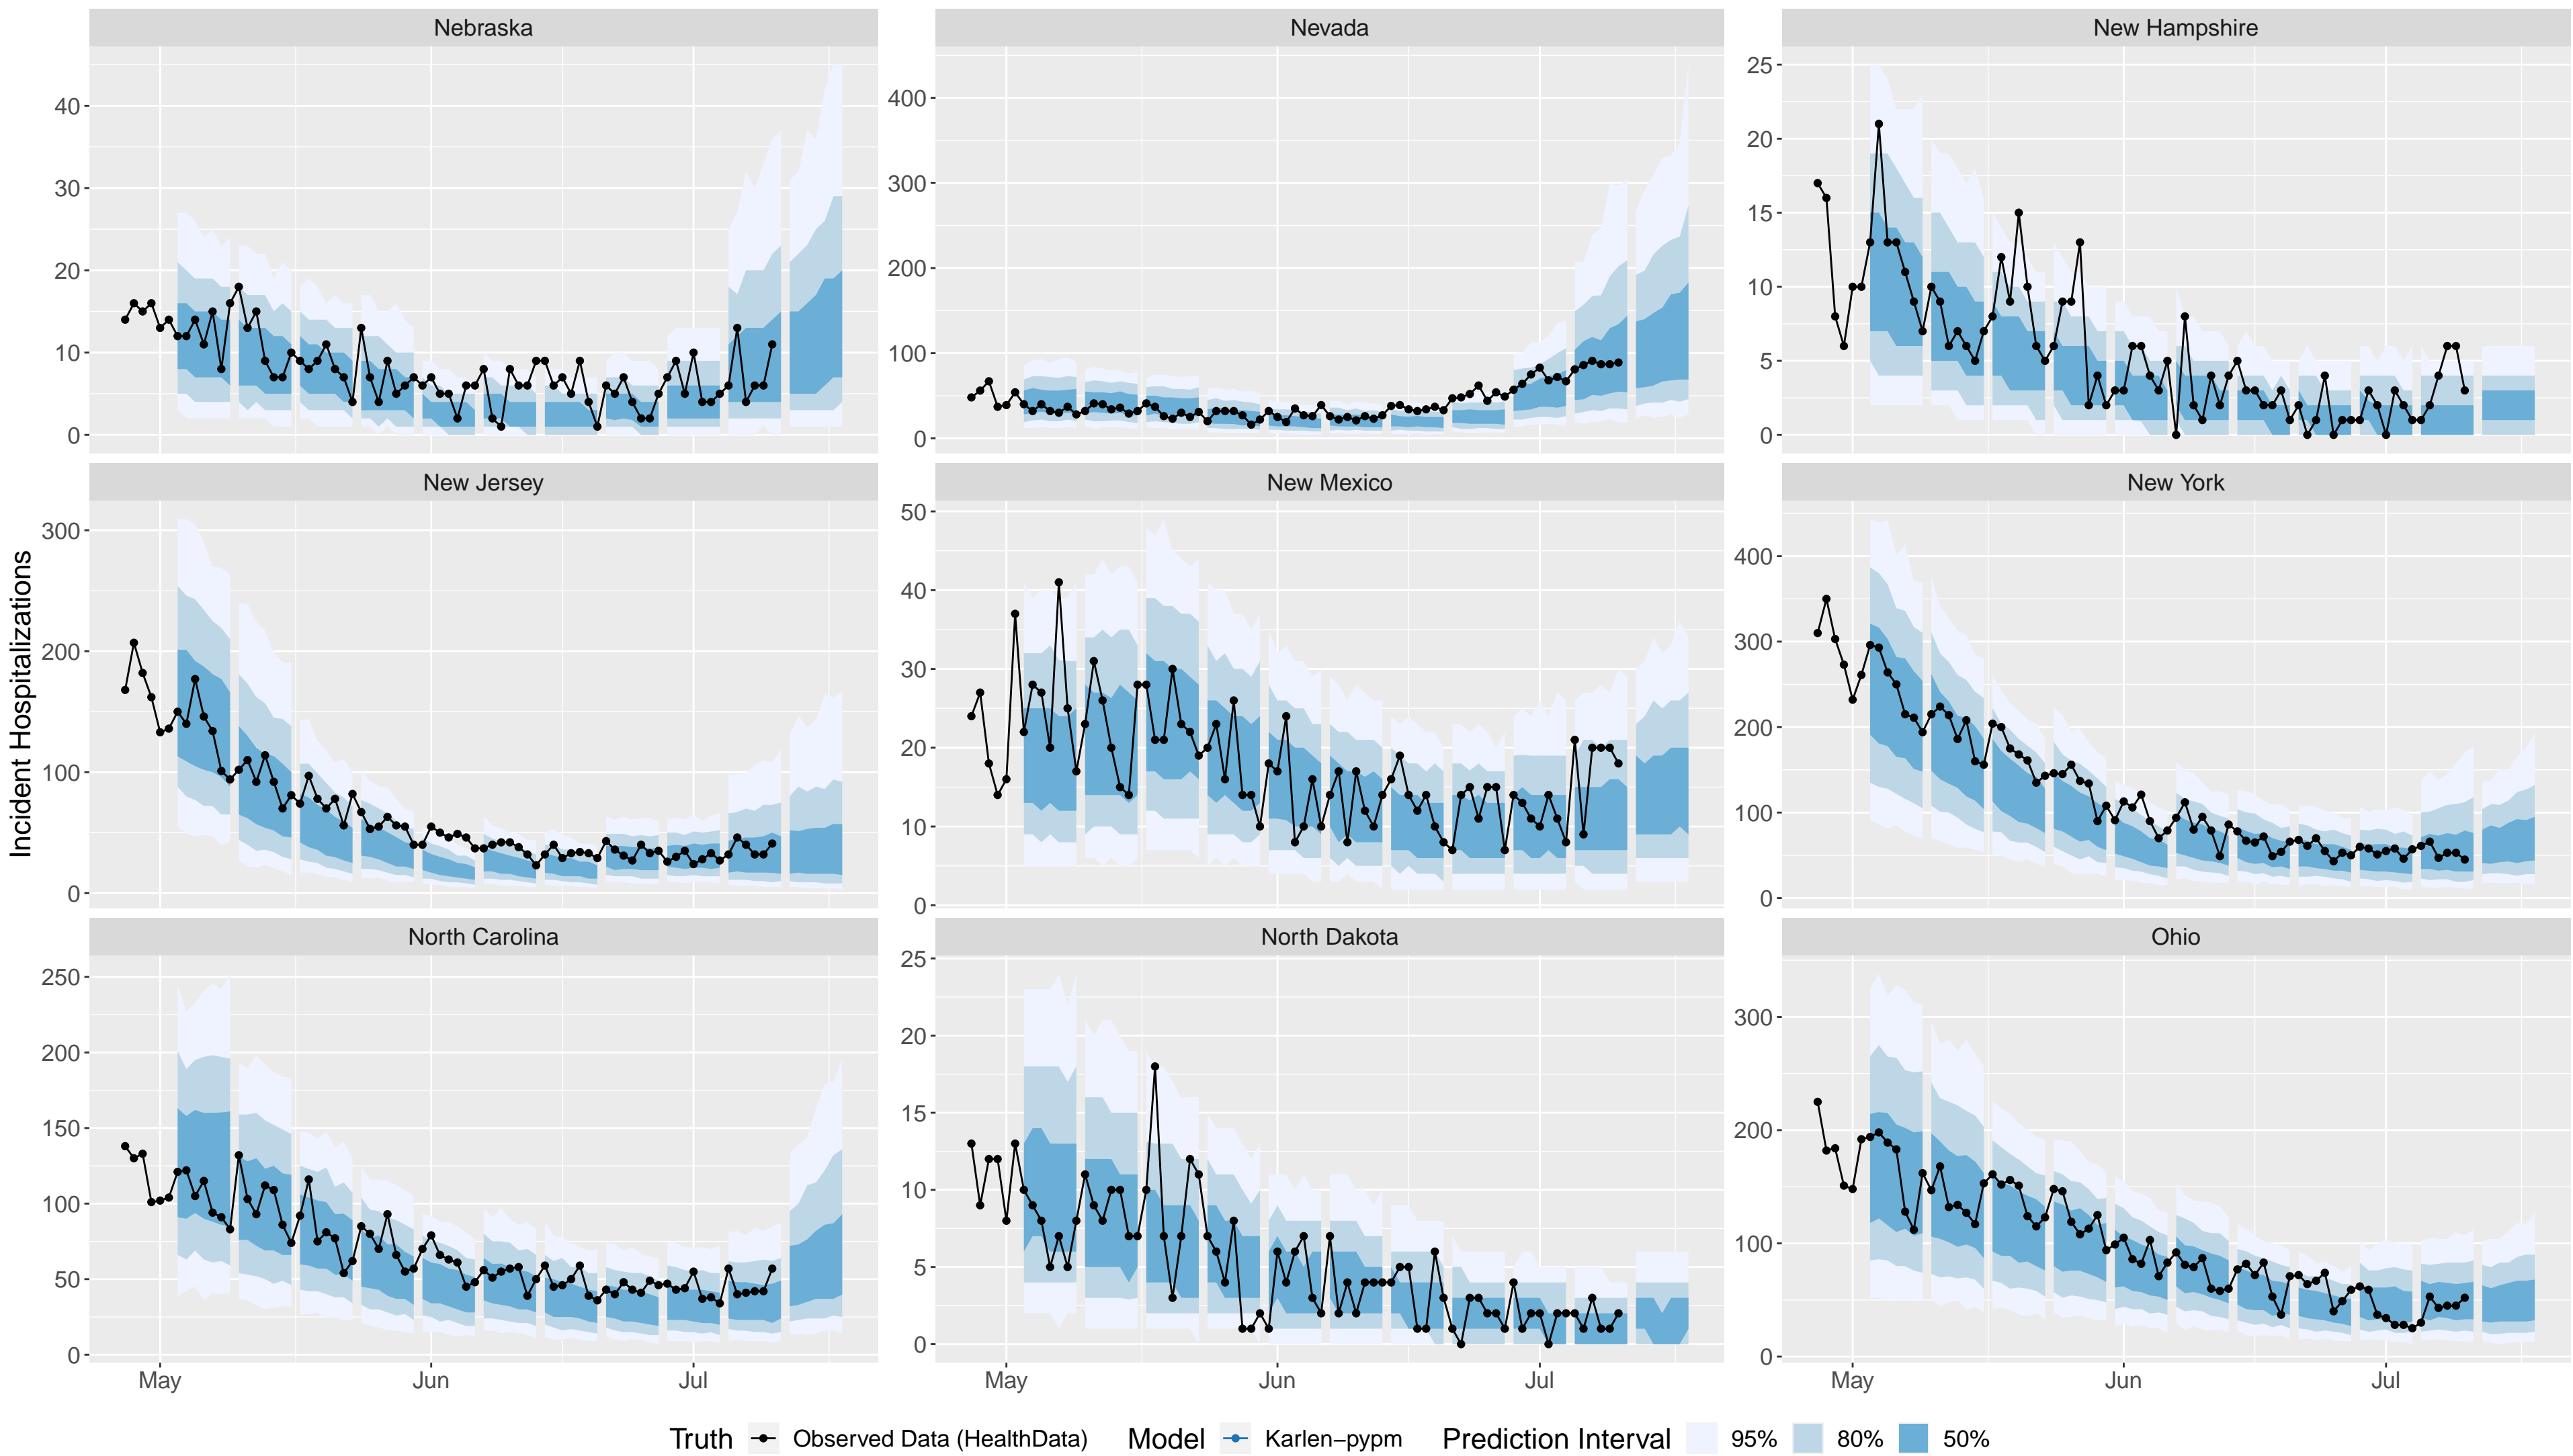 Nebraska Nevada New Hampshire
40 30 20 10 0
400 300 200 100 0
25 20 15 10 5 0
New Jersey New Mexico New York
Incident Hospitalizations
300 200 100 0
50 40 30 20 10 0
400 300 200 100 0
North Carolina North Dakota Ohio
250 200 150 100 50 0
25 20 15 10 5 0
300 200 100 0
May Jun Jul May Jun Jul May Jun Jul
Truth Observed Data (HealthData) Model Karlen−pypm Prediction Interval 95% 80% 50%